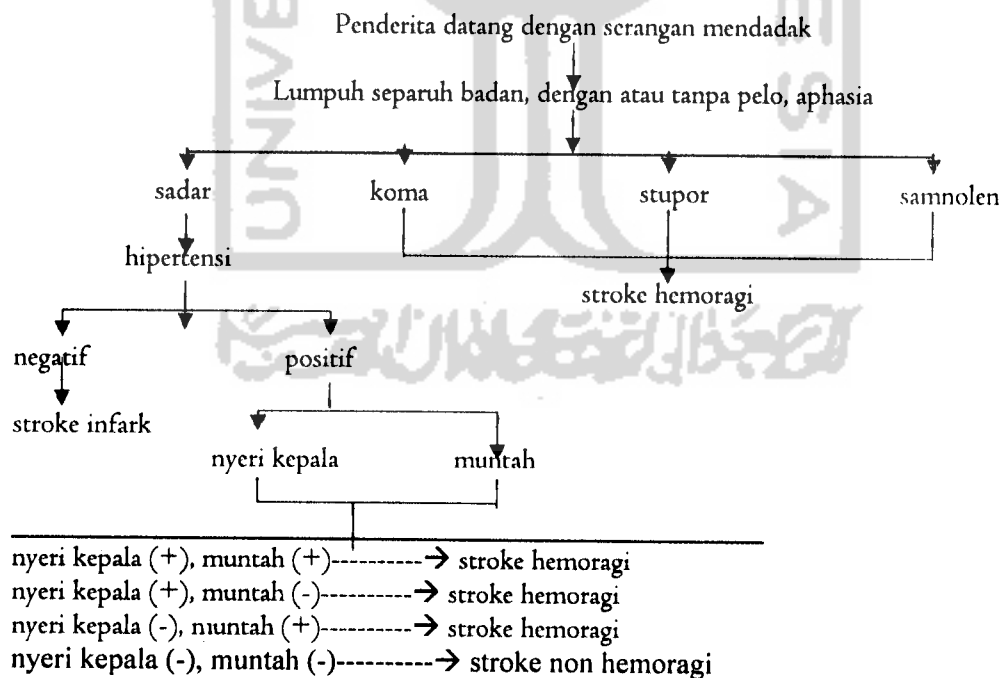 Penderita datang dengan serangan mendadak
Lumpuh separuh badan, dengan atau tanpa pelo, aphasia
sadar koma stupor samnolen
hipertensi
stroke hemoragi
negatif positif
stroke infark
nyeri kepala muntah
nyeri kepala (+), muntah (+)----------→ stroke hemoragi
nyeri kepala (+), muntah (-)----------→ stroke hemoragi
nyeri kepala (-), muntah (+)----------→ stroke hemoragi
nyeri kepala (-), muntah (-)----------→ stroke non hemoragi